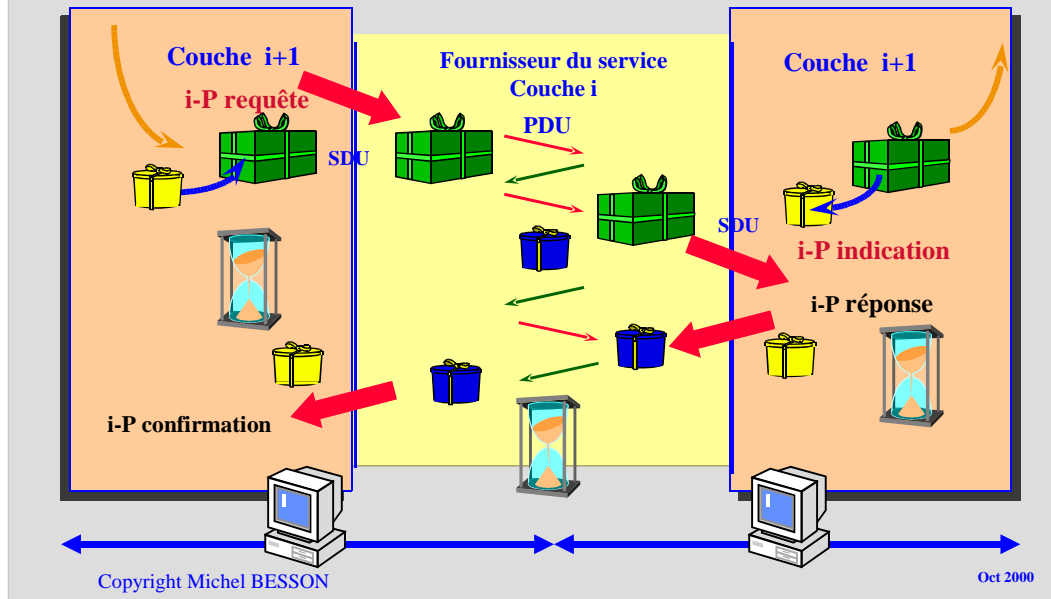 Couche i+1
i-P requête
SDU
Fournisseur du service
Couche i
PDU
SDU
Couche i+1
i-P indication
i-P réponse
i-P confirmation
Copyright Michel BESSON
Oct 2000